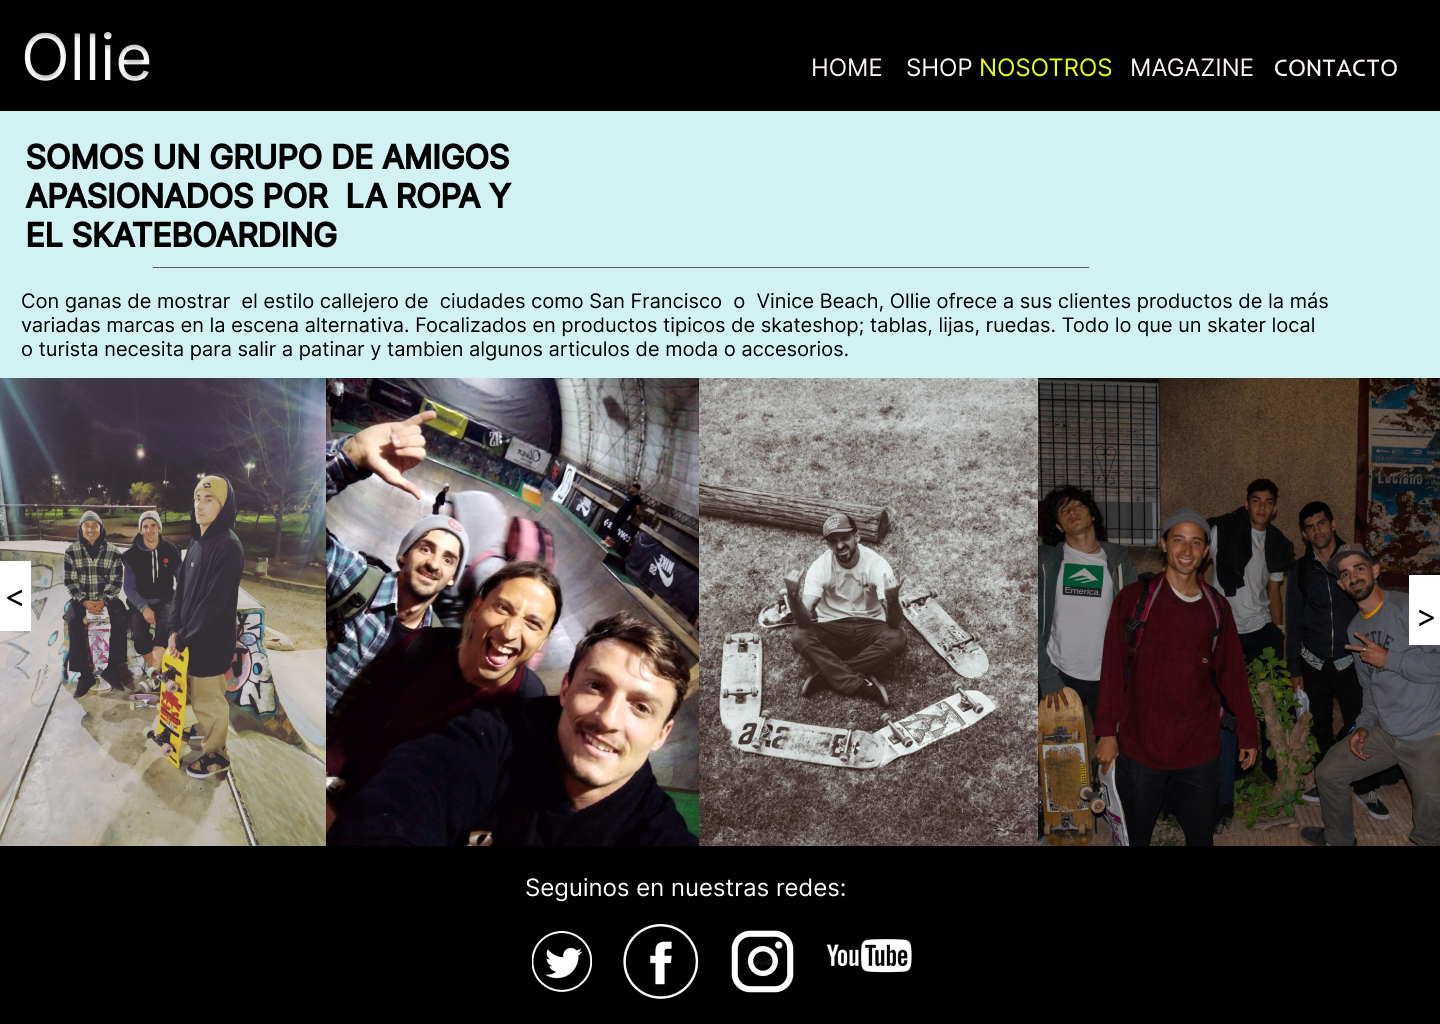 Ollie
HOME SHOP NOSOTROS MAGAZINE CONTACTO
SOMOS UN GRUPO DE AMIGOS
APASIONADOS POR LA ROPA Y
EL SKATEBOARDING
Con ganas de mostrar el estilo callejero de ciudades como San Francisco o Vinice Beach, Ollie ofrece a sus clientes productos de la más
variadas marcas en la escena alternativa. Focalizados en productos tipicos de skateshop; tablas, lijas, ruedas. Todo lo que un skater local
o turista necesita para salir a patinar y tambien algunos articulos de moda o accesorios.
Emerica.
<
>
Seguinos en nuestras redes:
YouTube